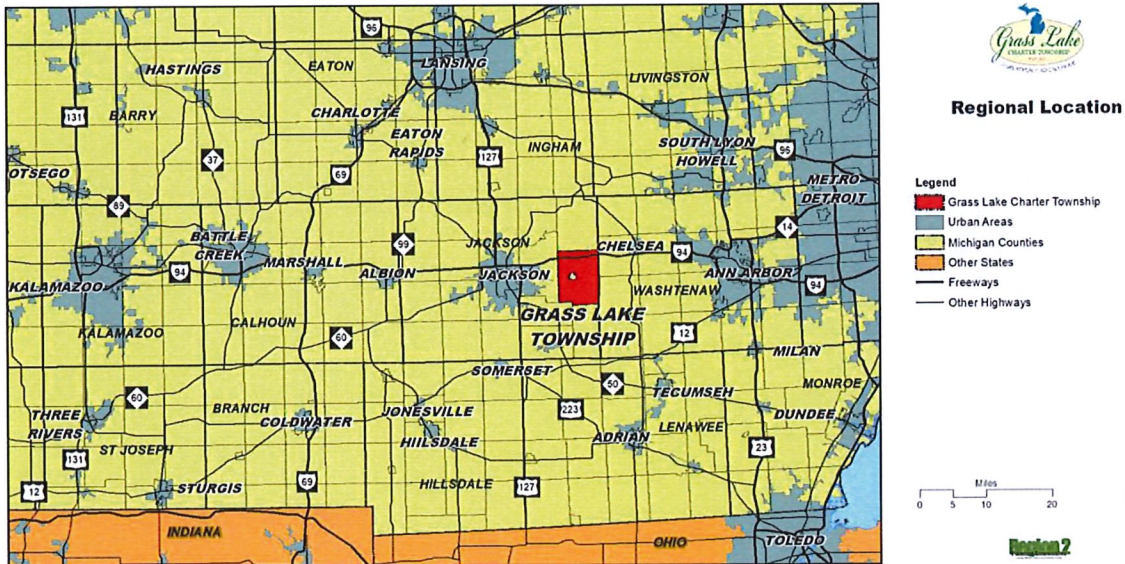 96
LANSING
HASTINGS
EATON
LIVINGSTON
131
BARRY
CHARLOTTE
EATON
RAPIDS
127
INGHAM
SOUTH LYON
HOWELL
96
37
69
OTSEGO
METRO-
DETROIT
89
14
BATTLE
CREEK
99
JACKSON
CHELSEA
94
94
MARSHALL
ALBION
JACKSON
ANN ARBOR
KALAMAZOO
WASHTENAW
94
GRASS LAKE
TOWNSHIP
KALAMAZOO
CALHOUN
60
12
MILAN
SOMERSET
60
50
TECUMSEH
MONROE
THREE
RIVERS
BRANCH
COLDWATER
JONESVILLE
223
DUNDEE
ST JOSEPH
HIILSDALE
ADRIAN
LENAWEE
23
131
12
STURGIS
69
HILLSDALE
127
INDIANA
OHIO
TOLEDO
Grass Lake
CHARTER TOWNSHIP
Regional Location
Legend
Grass Lake Charter Township
Urban Areas
Michigan Counties
Other States
Freeways
Other Highways
Miles
0 5 10 20
Region 2